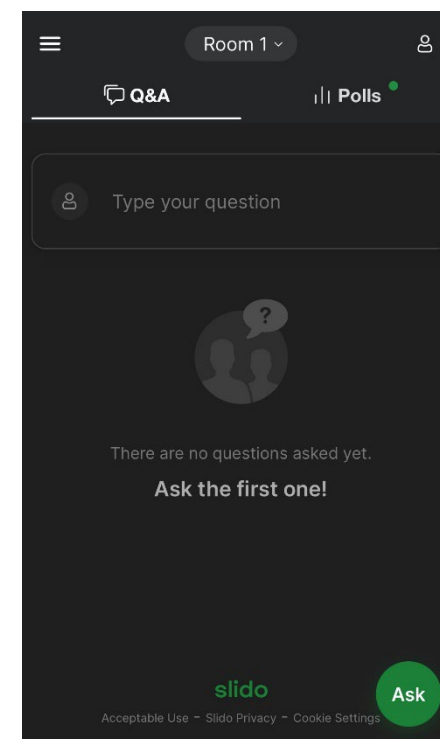 Room 1
Q&A
Polls
Type your question
?
There are no questions asked yet.
Ask the first one!
slido
Ask
Acceptable Use - Slido Privacy - Cookie Settings